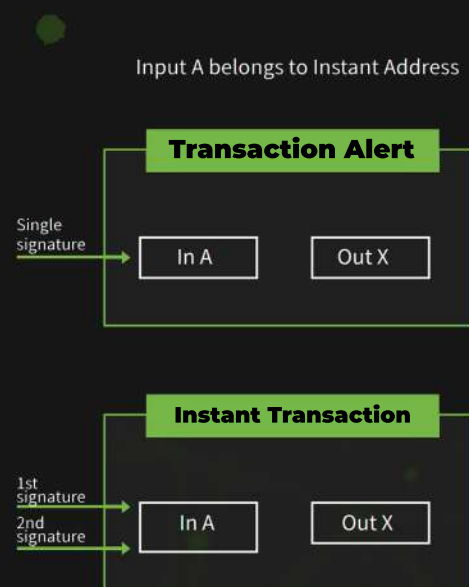 Input A belongs to Instant Address
Transaction Alert
Single
signature
In A
Out X
Instant Transaction
1st
signature
2nd
signature
In A
Out X